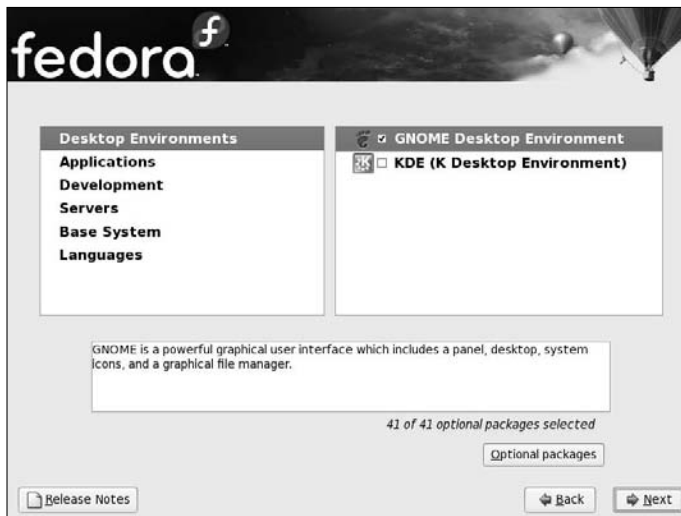 fedora
Desktop Environments
Applications
Development
Servers
Base System
Languages
GNOME Desktop Environment
KDE (K Desktop Environment)
GNOME is a powerful graphical user interface which includes a panel, desktop, system
icons, and a graphical file manager.
41 of 41 optional packages selected
Optional packages
Release Notes
Back
Next